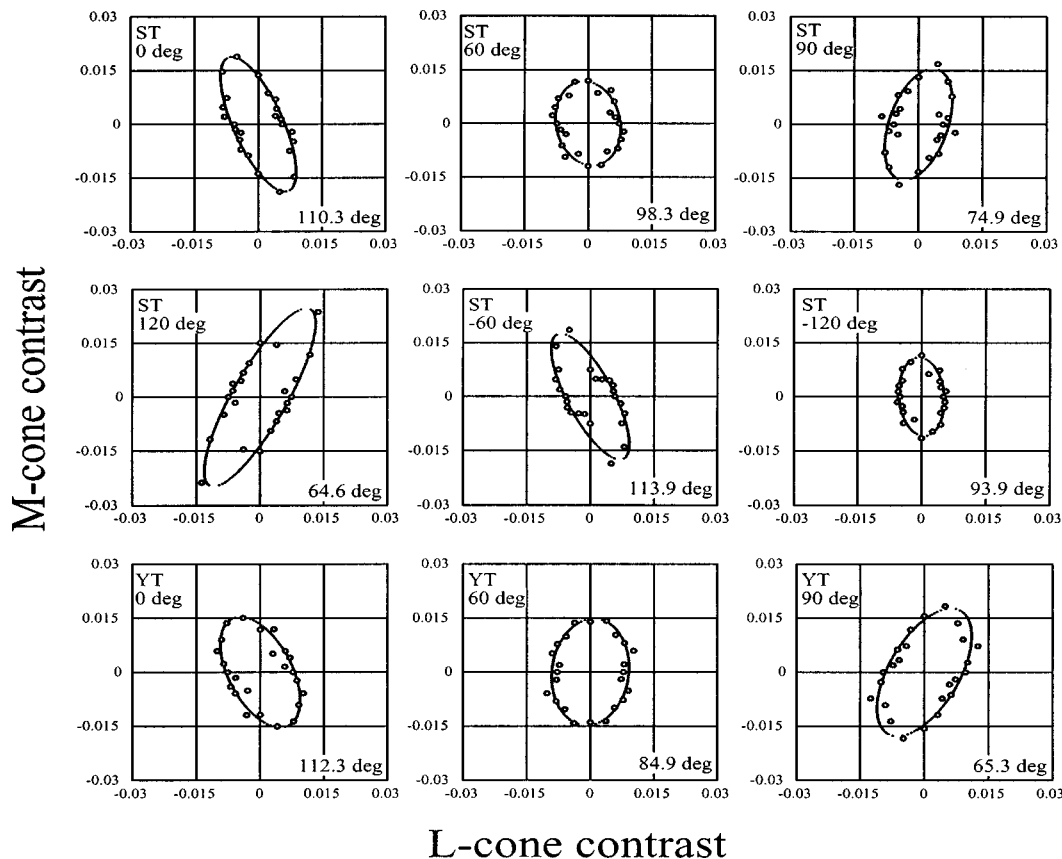 M-cone contrast
ST
0 deg
0.03
0.015
0
-0.015
-0.03
110.3 deg
-0.03 -0.015 0 0.015 0.03
ST
60 deg
0.03
0.015
0
-0.015
-0.03
98.3 deg
-0.03 -0.015 0 0.015 0.03
ST
90 deg
0.03
0.015
0
-0.015
-0.03
74.9 deg
-0.03 -0.015 0 0.015 0.03
ST
120 deg
0.03
0.015
0
-0.015
-0.03
64.6 deg
-0.03 -0.015 0 0.015 0.03
ST
-60 deg
0.03
0.015
0
-0.015
-0.03
113.9 deg
-0.03 -0.015 0 0.015 0.03
ST
-120 deg
0.03
0.015
0
-0.015
-0.03
93.9 deg
-0.03 -0.015 0 0.015 0.03
YT
0 deg
0.03
0.015
0
-0.015
-0.03
112.3 deg
-0.03 -0.015 0 0.015 0.03
YT
60 deg
0.03
0.015
0
-0.015
-0.03
84.9 deg
-0.03 -0.015 0 0.015 0.03
YT
90 deg
0.03
0.015
0
-0.015
-0.03
65.3 deg
-0.03 -0.015 0 0.015 0.03
L-cone contrast